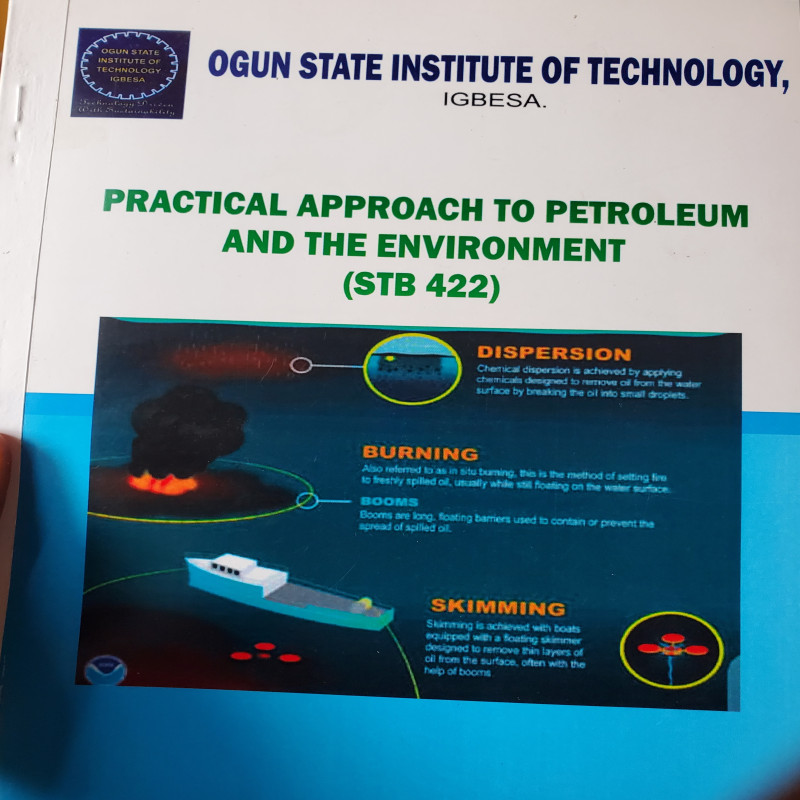 OGUN STATE
INSTITUTE OF
TECHNOLOGY
IGBESA
Technology Driven
With Sustainability
OGUN STATE INSTITUTE OF TECHNOLOGY,
IGBESA.
PRACTICAL APPROACH TO PETROLEUM
AND THE ENVIRONMENT
(STB 422)
DISPERSION
Chemical dispersion is achieved by applying
chemicals designed to remove oil from the water
surface by breaking the oil into small droplets.
BURNING
Also referred to as in situ burning, this is the method of setting fire
to freshly spilled oil, usually while still floating on the water surface.
BOOMS
Booms are long, floating barriers used to contain or prevent the
spread of spilled oil.
SKIMMING
Skimming is achieved with boats
equipped with a floating skimmer
designed to remove thin layers of
oil from the surface, often with the
help of booms